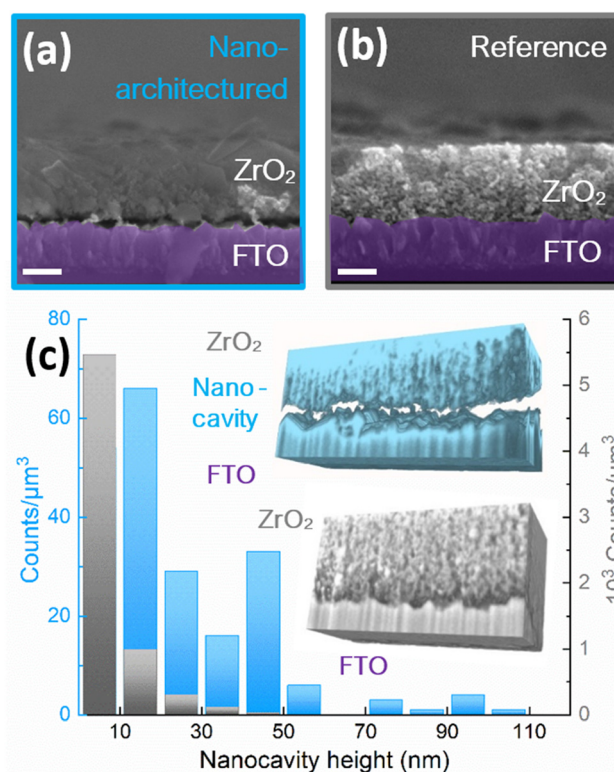 (a)
Nano-
architectured
ZrO₂
FTO
(b)
Reference
ZrO₂
FTO
(c)
80
60
40
20
0
Counts/μm³
6
5
4
3
2
1
0
10³ Counts/μm³
ZrO₂
Nano-
cavity
FTO
ZrO₂
FTO
10
30
50
70
90
110
Nanocavity height (nm)